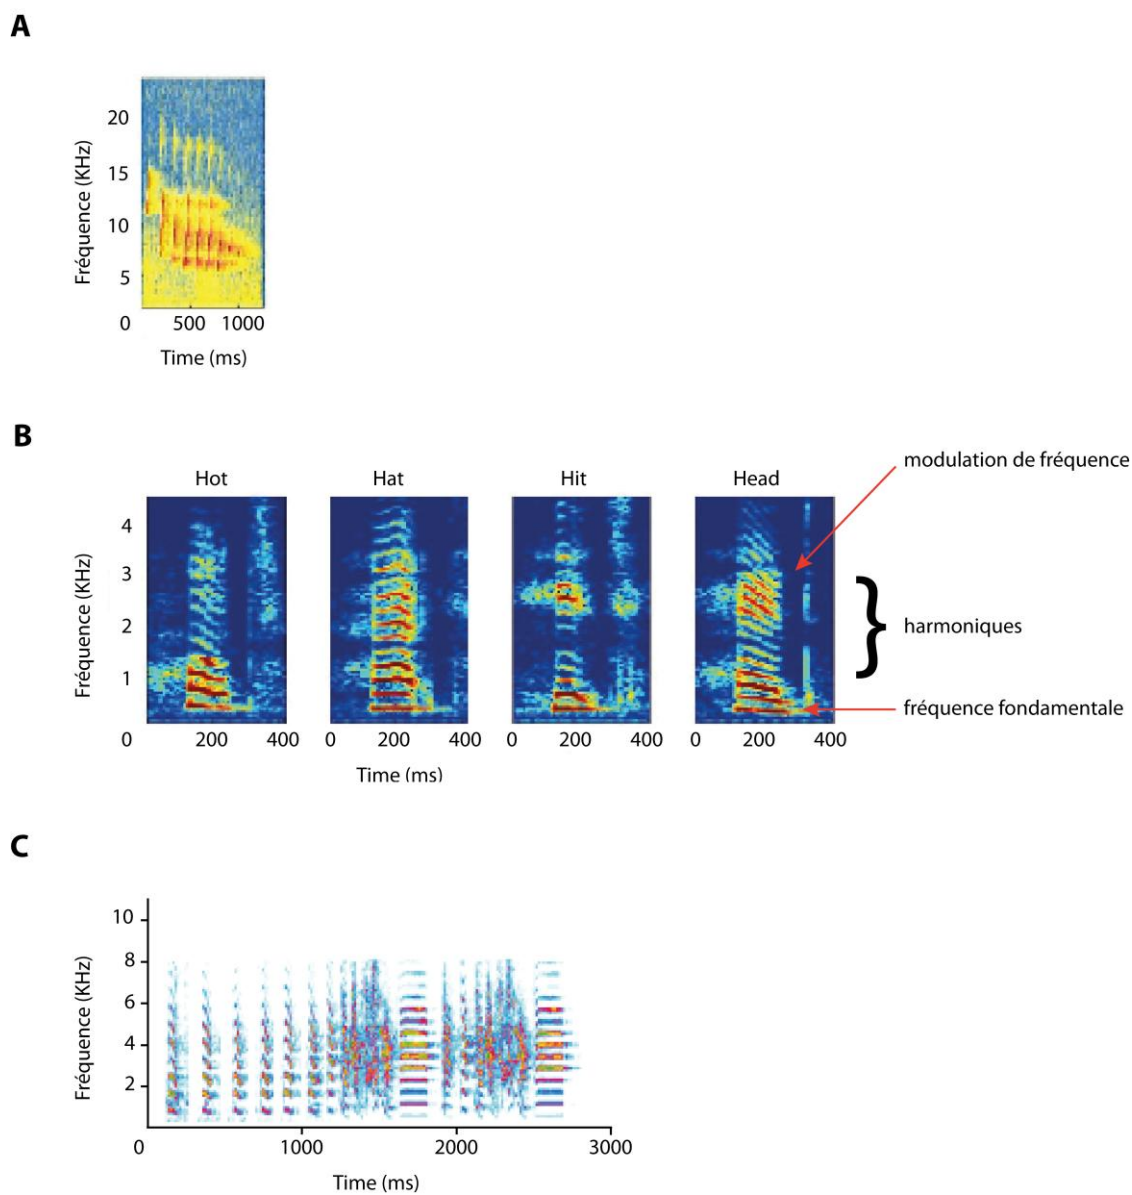 A
20
15
10
5
0
Fréquence (KHz)
500 1000
Time (ms)
B
Hot Hat Hit Head
modulation de fréquence
4
3
2
1
0
Fréquence (KHz)
harmoniques
fréquence fondamentale
200 400 0 200 400 0 200 400 0 200 400
Time (ms)
C
10
8
6
4
2
Fréquence (KHz)
0 1000 2000 3000
Time (ms)